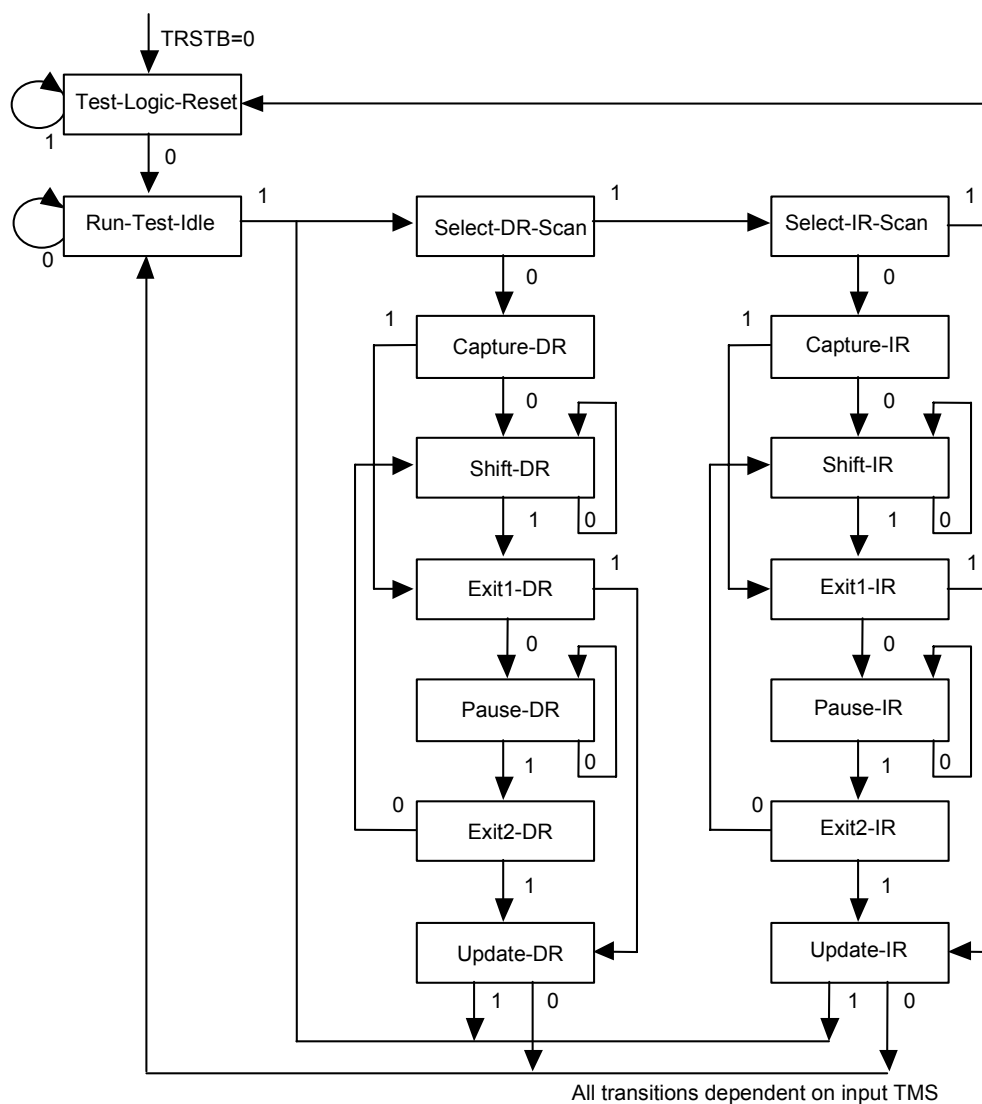 TRSTB=0
Test-Logic-Reset
1
0
Run-Test-Idle
0
1
Select-DR-Scan
1
Select-IR-Scan
1
0
0
1
Capture-DR
1
Capture-IR
0
0
Shift-DR
Shift-IR
1
0
1
0
Exit1-DR
1
Exit1-IR
1
0
0
Pause-DR
Pause-IR
1
0
1
0
0
Exit2-DR
0
Exit2-IR
1
1
Update-DR
Update-IR
1
0
1
0
All transitions dependent on input TMS